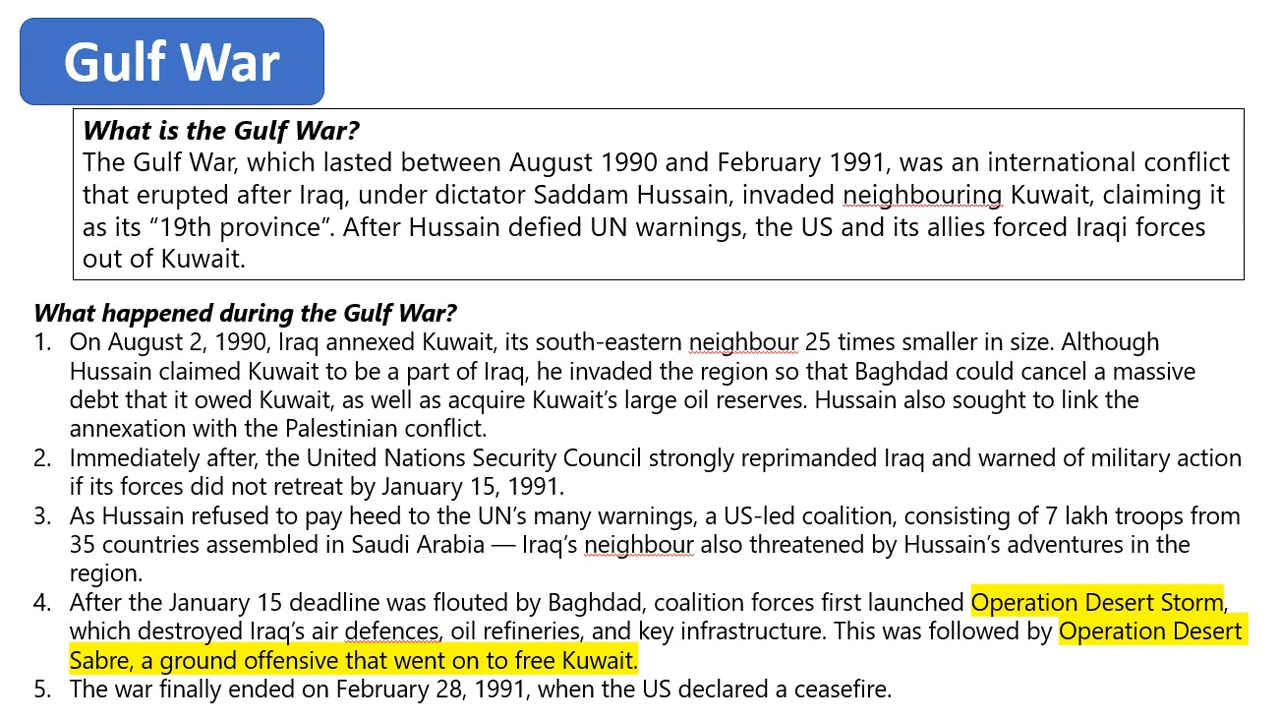 Gulf War
What is the Gulf War?
The Gulf War, which lasted between August 1990 and February 1991, was an international conflict
that erupted after Iraq, under dictator Saddam Hussain, invaded neighbouring Kuwait, claiming it
as its “19th province”. After Hussain defied UN warnings, the US and its allies forced Iraqi forces
out of Kuwait.
What happened during the Gulf War?
1. On August 2, 1990, Iraq annexed Kuwait, its south-eastern neighbour 25 times smaller in size. Although
Hussain claimed Kuwait to be a part of Iraq, he invaded the region so that Baghdad could cancel a massive
debt that it owed Kuwait, as well as acquire Kuwait’s large oil reserves. Hussain also sought to link the
annexation with the Palestinian conflict.
2. Immediately after, the United Nations Security Council strongly reprimanded Iraq and warned of military action
if its forces did not retreat by January 15, 1991.
3. As Hussain refused to pay heed to the UN’s many warnings, a US-led coalition, consisting of 7 lakh troops from
35 countries assembled in Saudi Arabia — Iraq’s neighbour also threatened by Hussain’s adventures in the
region.
4. After the January 15 deadline was flouted by Baghdad, coalition forces first launched Operation Desert Storm,
which destroyed Iraq’s air defences, oil refineries, and key infrastructure. This was followed by Operation Desert
Sabre, a ground offensive that went on to free Kuwait.
5. The war finally ended on February 28, 1991, when the US declared a ceasefire.